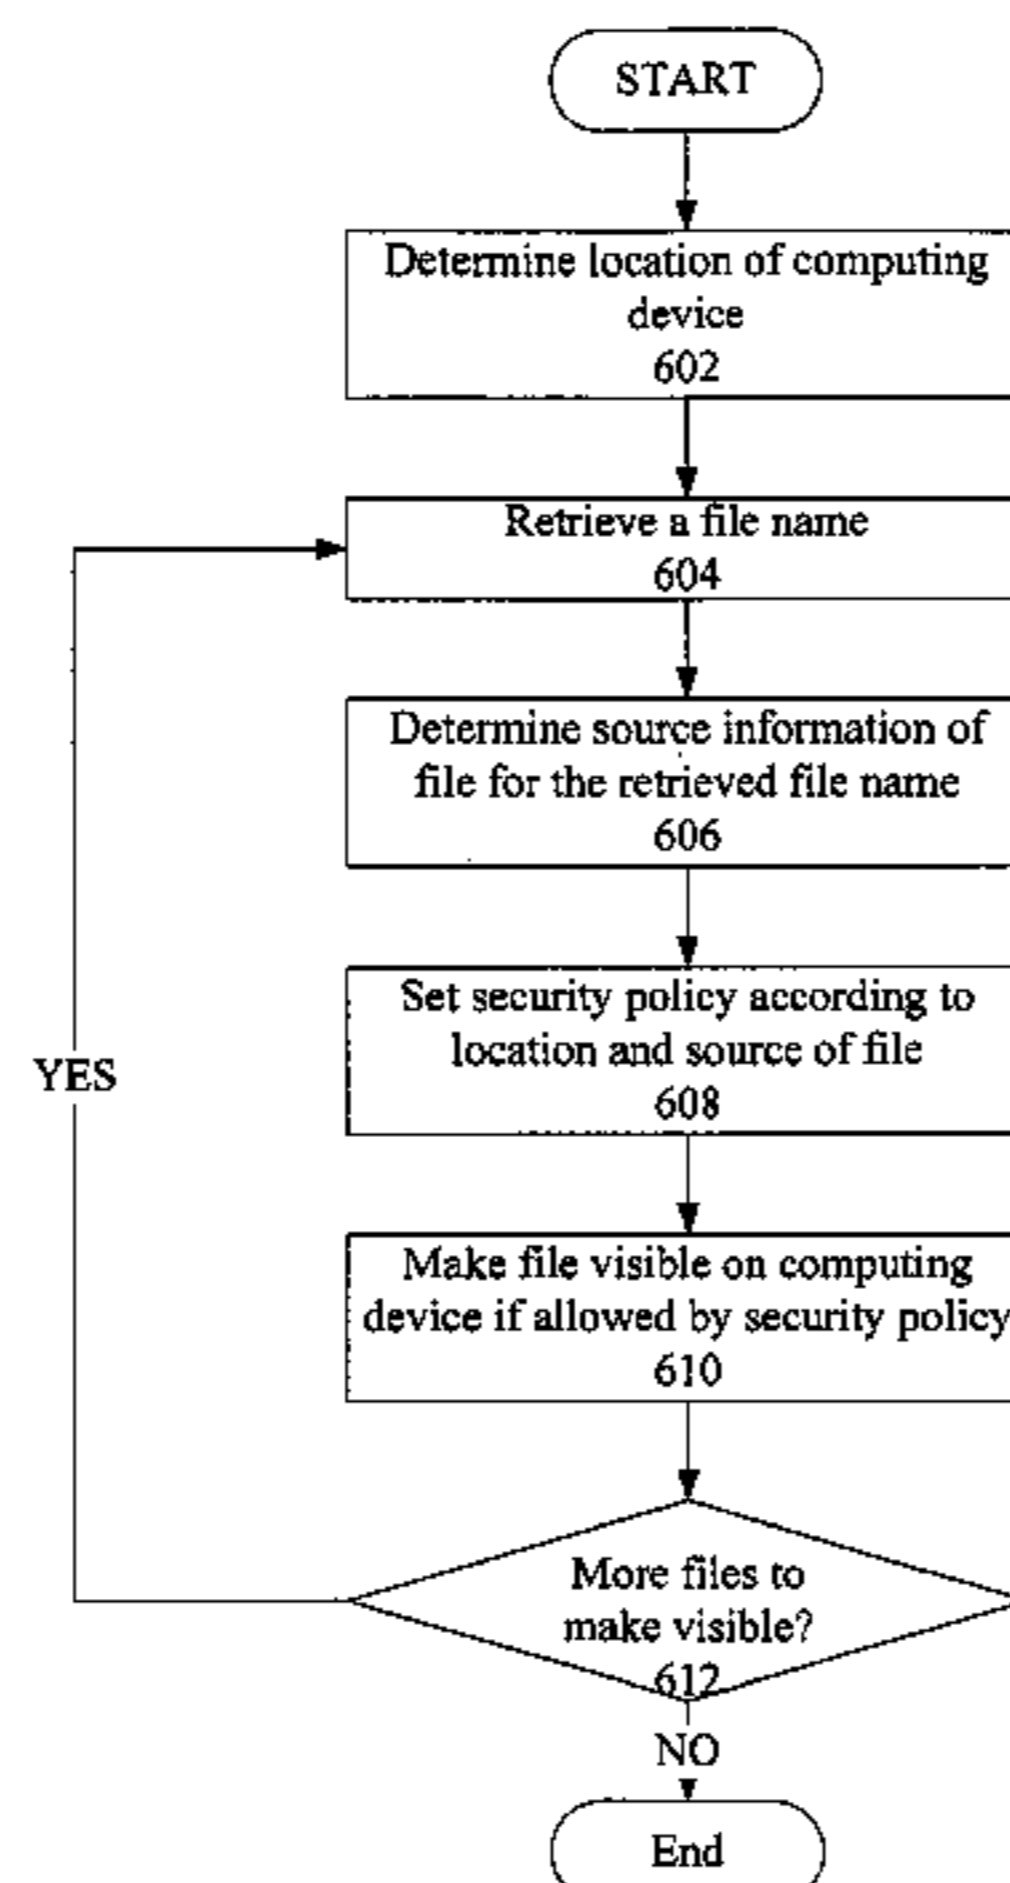 START
Determine location of computing
device
602
Retrieve a file name
604
Determine source information of
file for the retrieved file name
606
Set security policy according to
location and source of file
608
YES
Make file visible on computing
device if allowed by security policy
610
More files to
make visible?
612
NO
End